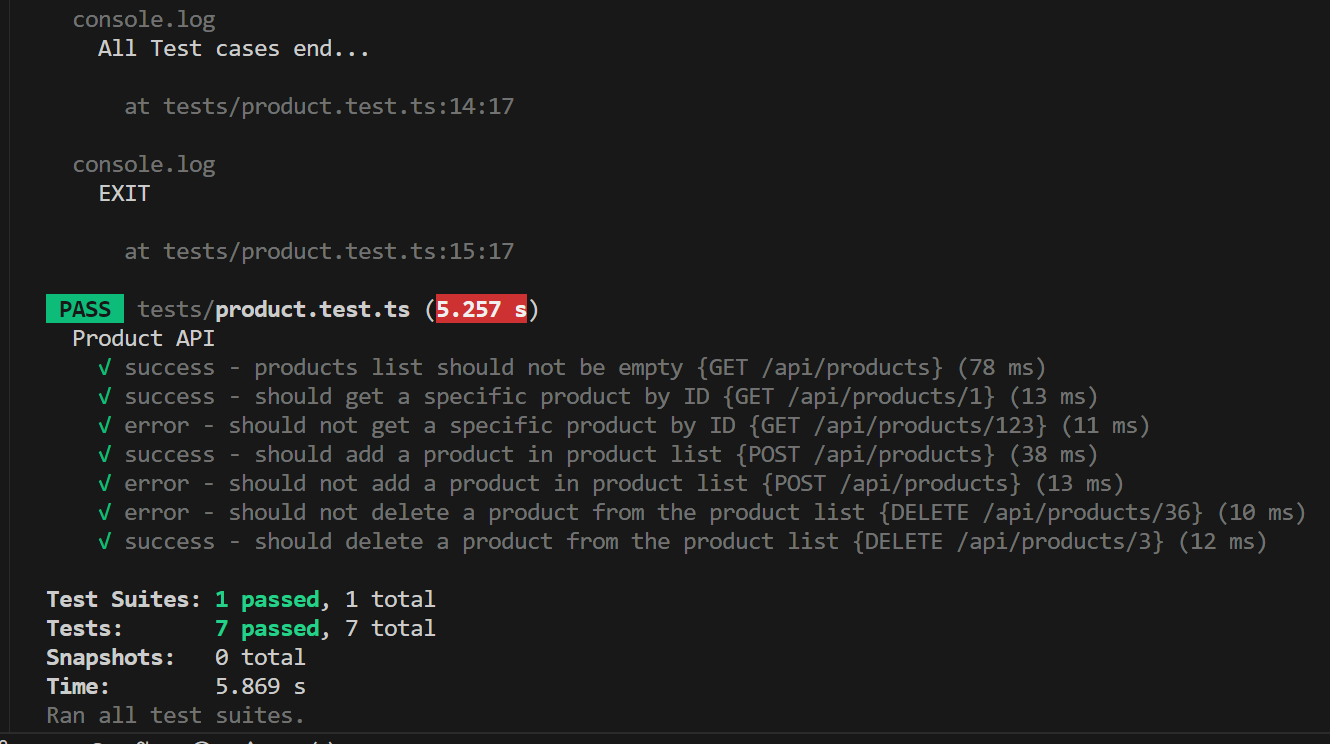 console.log
All Test cases end...
at tests/product.test.ts:14:17
console.log
EXIT
at tests/product.test.ts:15:17
PASS tests/product.test.ts (5.257 s)
Product API
√ success - products list should not be empty {GET /api/products} (78 ms)
√ success - should get a specific product by ID {GET /api/products/1} (13 ms)
√ error - should not get a specific product by ID {GET /api/products/123} (11 ms)
√ success - should add a product in product list {POST /api/products} (38 ms)
√ error - should not add a product in product list {POST /api/products} (13 ms)
√ error - should not delete a product from the product list {DELETE /api/products/36} (10 ms)
√ success - should delete a product from the product list {DELETE /api/products/3} (12 ms)
Test Suites: 1 passed, 1 total
Tests: 7 passed, 7 total
Snapshots: 0 total
Time: 5.869 s
Ran all test suites.